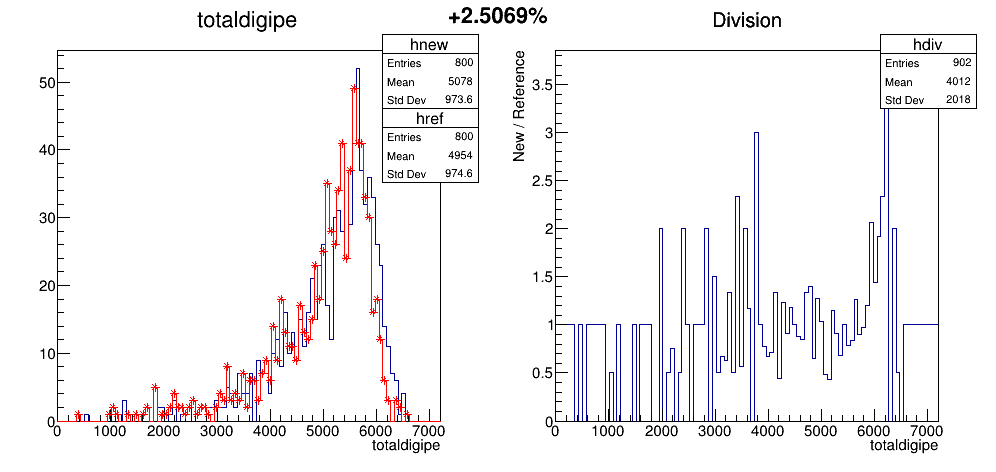 +2.5069%
totaldigipe
hnew
Entries 800
Mean 5078
Std Dev 973.6
href
Entries 800
Mean 4954
Std Dev 974.6
50
40
30
20
10
0
0 1000 2000 3000 4000 5000 6000 7000
totaldigipe
Division
hdiv
Entries 902
Mean 4012
Std Dev 2018
New / Reference
3.5
3
2.5
2
1.5
1
0.5
0
0 1000 2000 3000 4000 5000 6000 7000
totaldigipe